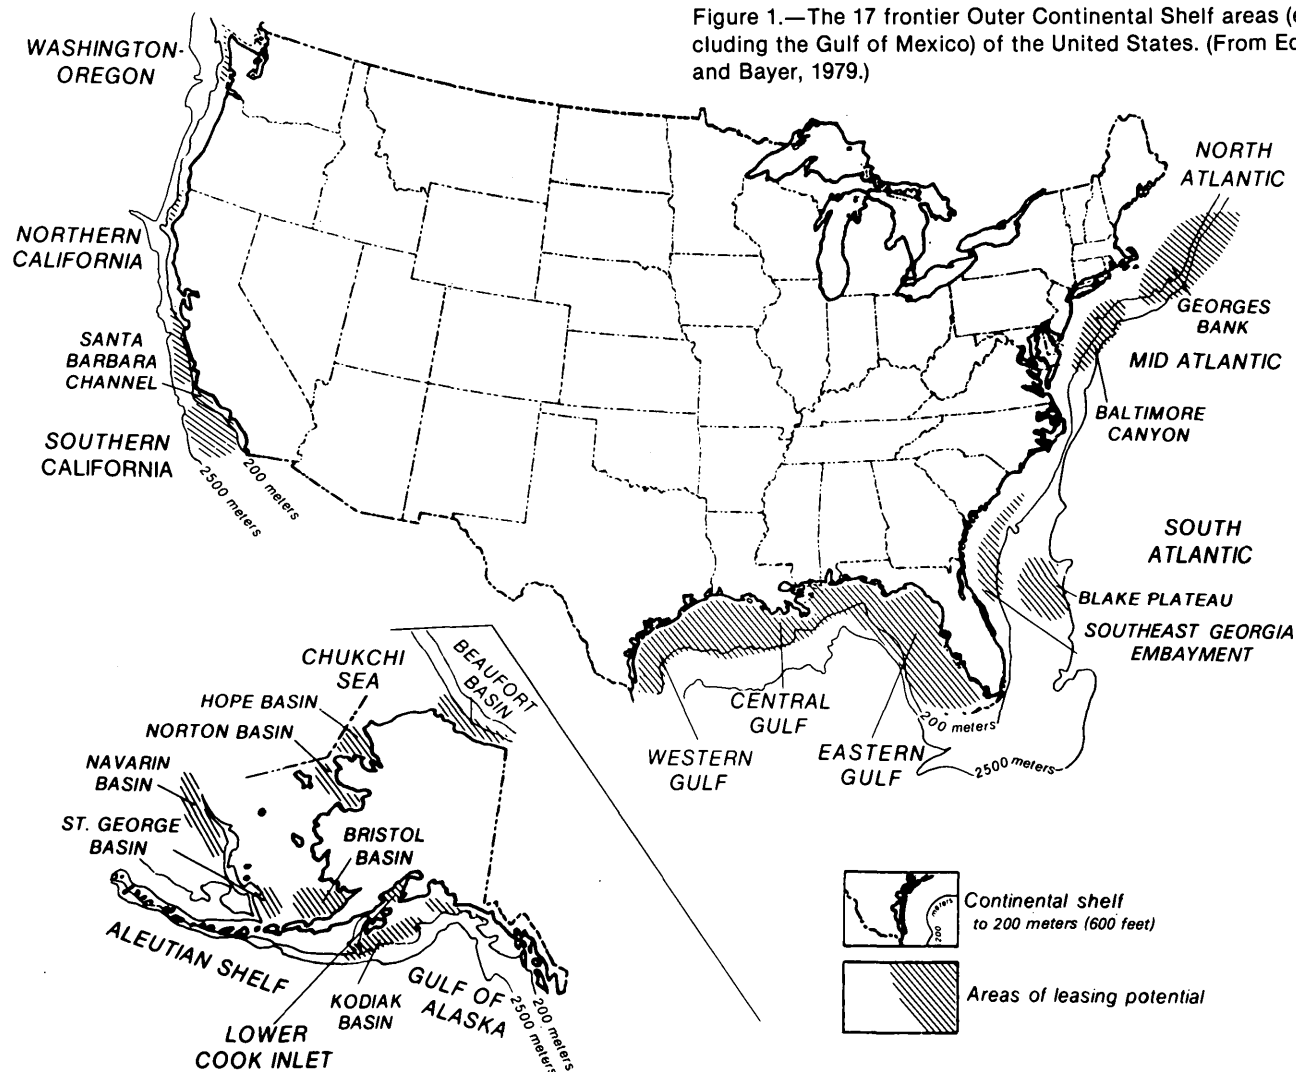 Figure 1.—The 17 frontier Outer Continental Shelf areas
cluding the Gulf of Mexico) of the United States. (From
and Bayer, 1979.)
WASHINGTON-
OREGON
NORTH
ATLANTIC
NORTHERN
CALIFORNIA
GEORGES
BANK
SANTA
BARBARA
CHANNEL
MID ATLANTIC
BALTIMORE
CANYON
SOUTHERN
CALIFORNIA
200 meters
2500 meters
SOUTH
ATLANTIC
BLAKE PLATEAU
SOUTHEAST GEORGIA
EMBAYMENT
CENTRAL
GULF
WESTERN
GULF
EASTERN
GULF
200 meters
2500 meters
CHUKCHI
SEA
BEAUFORT
BASIN
HOPE BASIN
NORTON BASIN
NAVARIN
BASIN
ST. GEORGE
BASIN
BRISTOL
BASIN
ALEUTIAN SHELF
KODIAK
BASIN
GULF OF
ALASKA
LOWER
COOK INLET
200 meters
2500 meters
200 meters
Continental shelf
to 200 meters (600 feet)
Areas of leasing potential